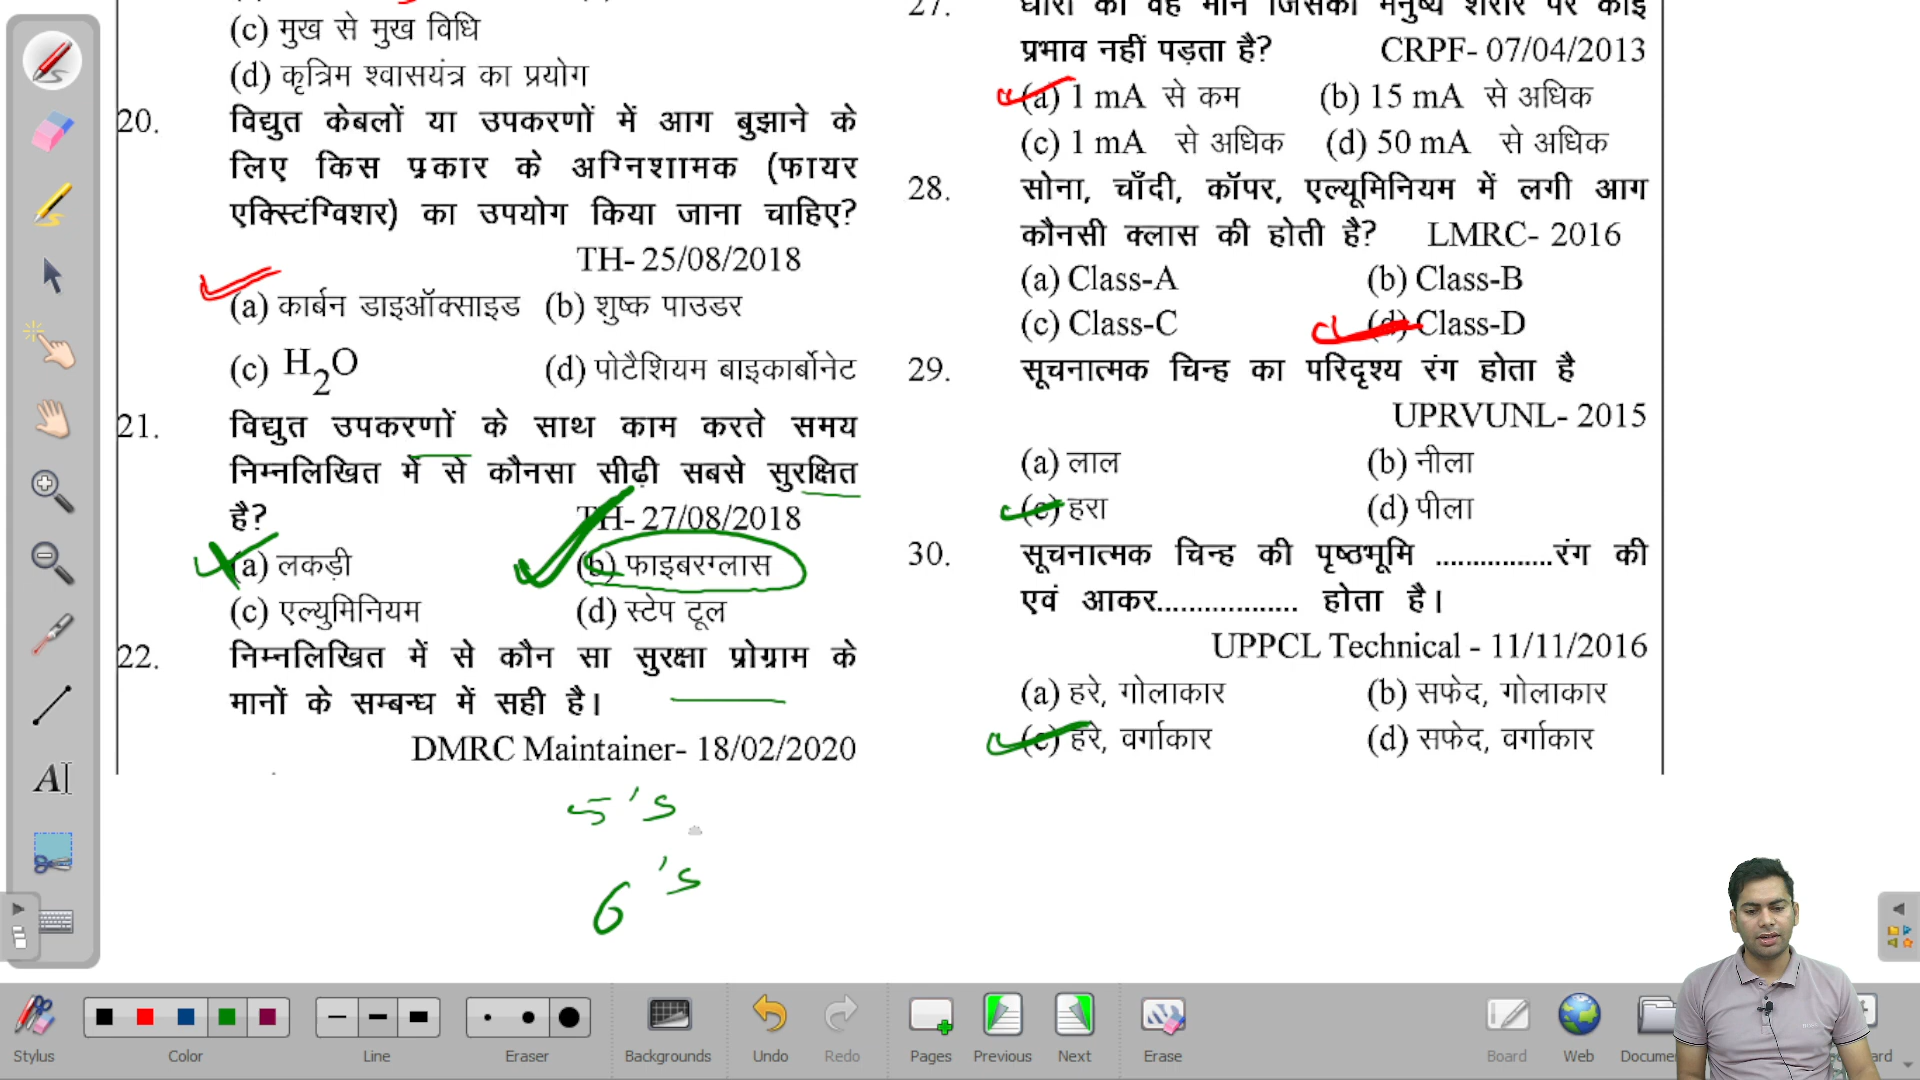 (c) मुख से मुख विधि
(d) कृत्रिम श्वासयंत्र का प्रयोग
20. विद्युत केबलों या उपकरणों में आग बुझाने के
लिए किस प्रकार के अग्निशामक (फायर
एक्स्टिंग्विशर) का उपयोग किया जाना चाहिए?
TH- 25/08/2018
(a) कार्बन डाइऑक्साइड (b) शुष्क पाउडर
(c) H2O (d) पोटैशियम बाइकार्बोनेट
21. विद्युत उपकरणों के साथ काम करते समय
निम्नलिखित में से कौनसा सीढ़ी सबसे सुरक्षित
है? TH- 27/08/2018
(a) लकड़ी (b) फाइबरग्लास
(c) एल्युमिनियम (d) स्टेप टूल
22. निम्नलिखित में से कौन सा सुरक्षा प्रोग्राम के
मानों के सम्बन्ध में सही है।
DMRC Maintainer- 18/02/2020
5's
6's
27. धारा का वह मान जिसका मनुष्य शरीर पर कोई
प्रभाव नहीं पड़ता है? CRPF- 07/04/2013
(a) 1 mA से कम (b) 15 mA से अधिक
(c) 1 mA से अधिक (d) 50 mA से अधिक
28. सोना, चाँदी, कॉपर, एल्यूमिनियम में लगी आग
कौनसी क्लास की होती है? LMRC- 2016
(a) Class-A (b) Class-B
(c) Class-C (d) Class-D
29. सूचनात्मक चिन्ह का परिदृश्य रंग होता है
UPRVUNL- 2015
(a) लाल (b) नीला
(c) हरा (d) पीला
30. सूचनात्मक चिन्ह की पृष्ठभूमि ................रंग की
एवं आकर.................. होता है।
UPPCL Technical - 11/11/2016
(a) हरे, गोलाकार (b) सफेद, गोलाकार
(c) हरे, वर्गाकार (d) सफेद, वर्गाकार
Stylus Color Line Eraser Backgrounds Undo Redo Pages Previous Next Erase Board Web